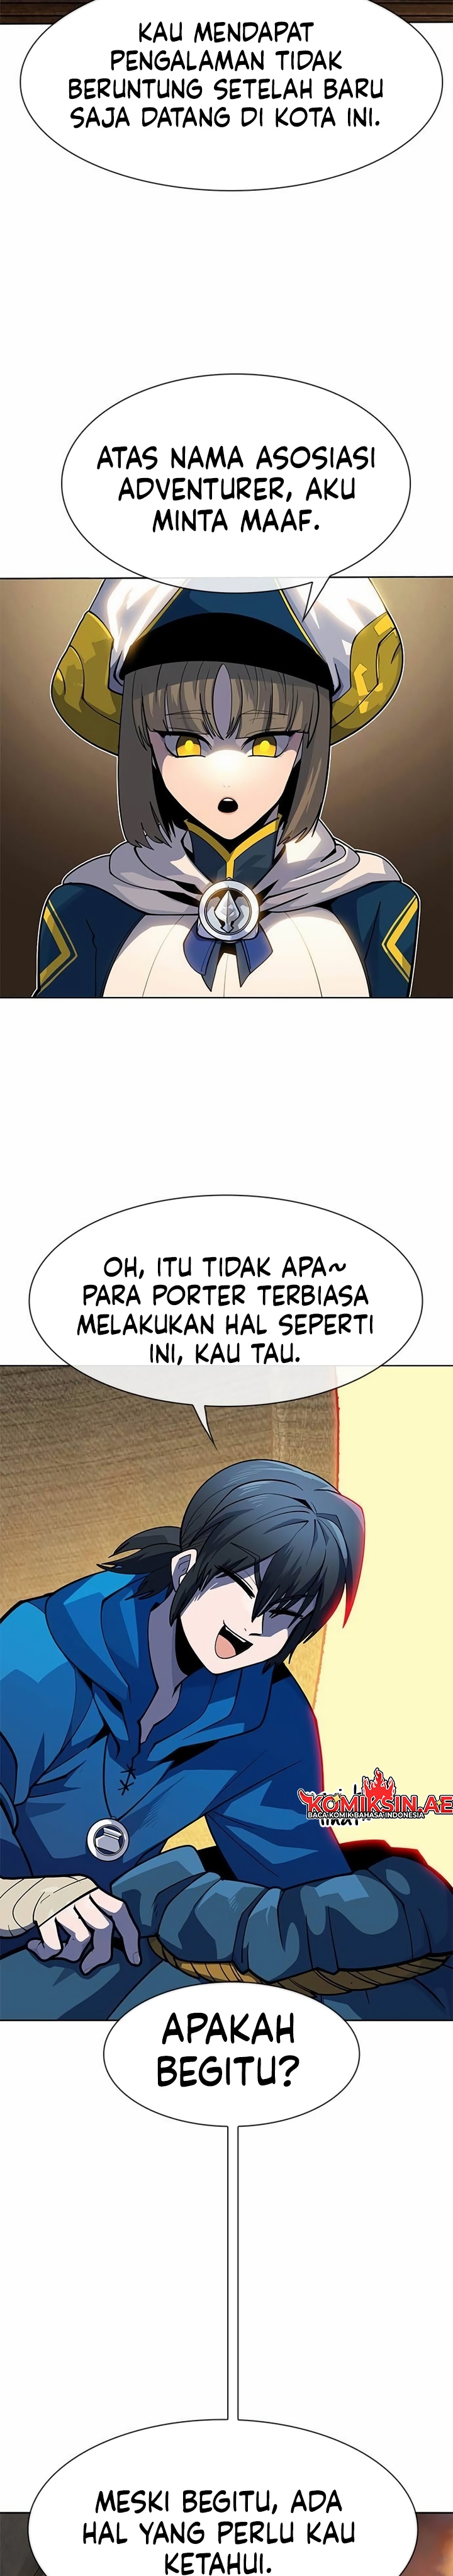 KAU MENDAPAT
PENGALAMAN TIDAK
BERUNTUNG SETELAH BARU
SAJA DATANG DI KOTA INI.
ATAS NAMA ASOSIASI
ADVENTURER, AKU
MINTA MAAF.
OH, ITU TIDAK APA~
PARA PORTER TERBIASA
MELAKUKAN HAL SEPERTI
INI, KAU TAU.
KOMIKSIN.AE
BACA KOMIK BAHASA INDONESIA
APAKAH
BEGITU?
MESKI BEGITU, ADA
HAL YANG PERLU KAU
KETAHUI.